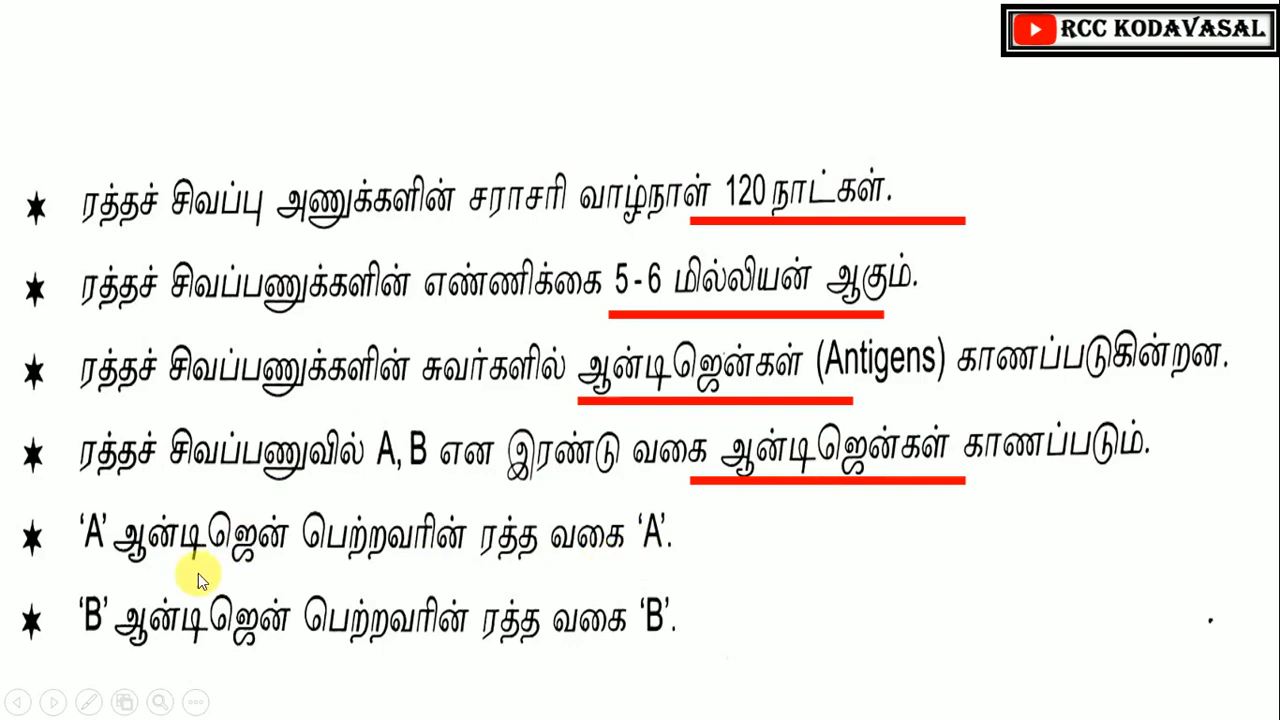 RCC KODAVASAL
ரத்தச் சிவப்பு அணுக்களின் சராசரி வாழ்நாள் 120 நாட்கள்.
ரத்தச் சிவப்பணுக்களின் எண்ணிக்கை 5 - 6 மில்லியன் ஆகும்.
ரத்தச் சிவப்பணுக்களின் சுவர்களில் ஆன்டிஜென்கள் (Antigens) காணப்படுகின்றன.
ரத்தச் சிவப்பணுவில் A, B என இரண்டு வகை ஆன்டிஜென்கள் காணப்படும்.
‘A’ ஆன்டிஜென் பெற்றவரின் ரத்த வகை ‘A’.
‘B’ ஆன்டிஜென் பெற்றவரின் ரத்த வகை ‘B’.